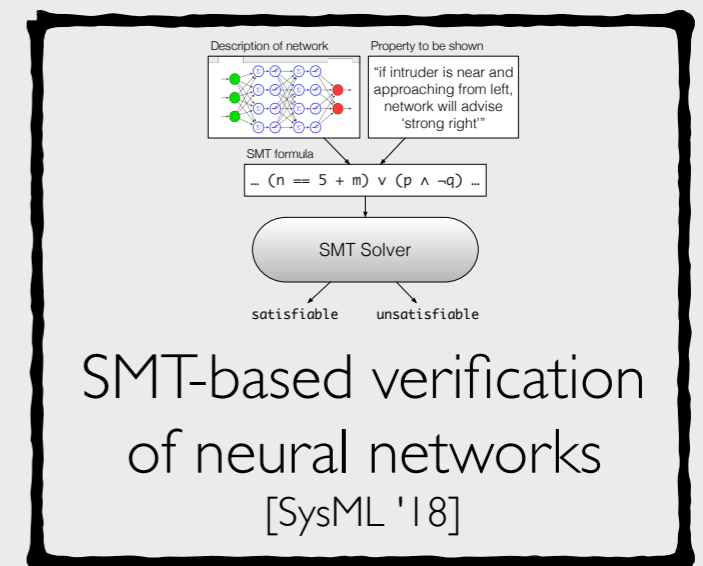 Description of network
Property to be shown
“if intruder is near and
approaching from left,
network will advise
‘strong right’”
SMT formula
… (n == 5 + m) ∨ (p ∧ ¬q) …
SMT Solver
satisfiable
unsatisfiable
SMT-based verification
of neural networks
[SysML '18]